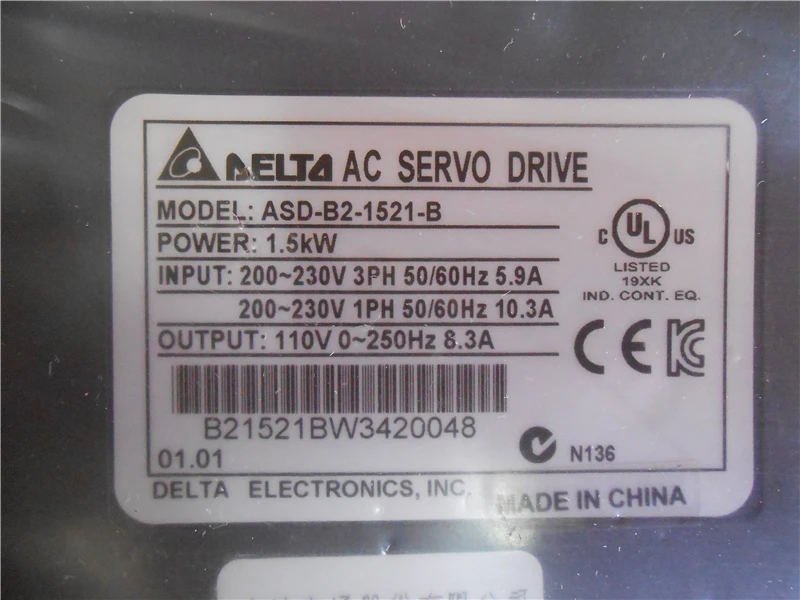 DELTA AC SERVO DRIVE
MODEL: ASD-B2-1521-B
POWER: 1.5kW
INPUT: 200~230V 3PH 50/60Hz 5.9A
200~230V 1PH 50/60Hz 10.3A
OUTPUT: 110V 0~250Hz 8.3A
C UL US
LISTED
19XK
IND. CONT. EQ.
CE KC
B21521BW3420048
01.01
N136
DELTA ELECTRONICS, INC.
MADE IN CHINA